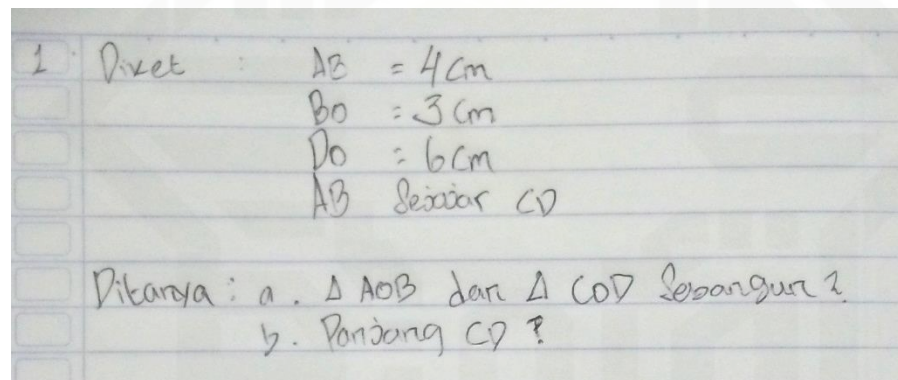 1 Diket : AB = 4 cm
BO = 3 cm
DO = 6 cm
AB Sejajar CD
Ditanya : a . Δ AOB dan Δ COD Sebangun ?
b . Panjang CD ?